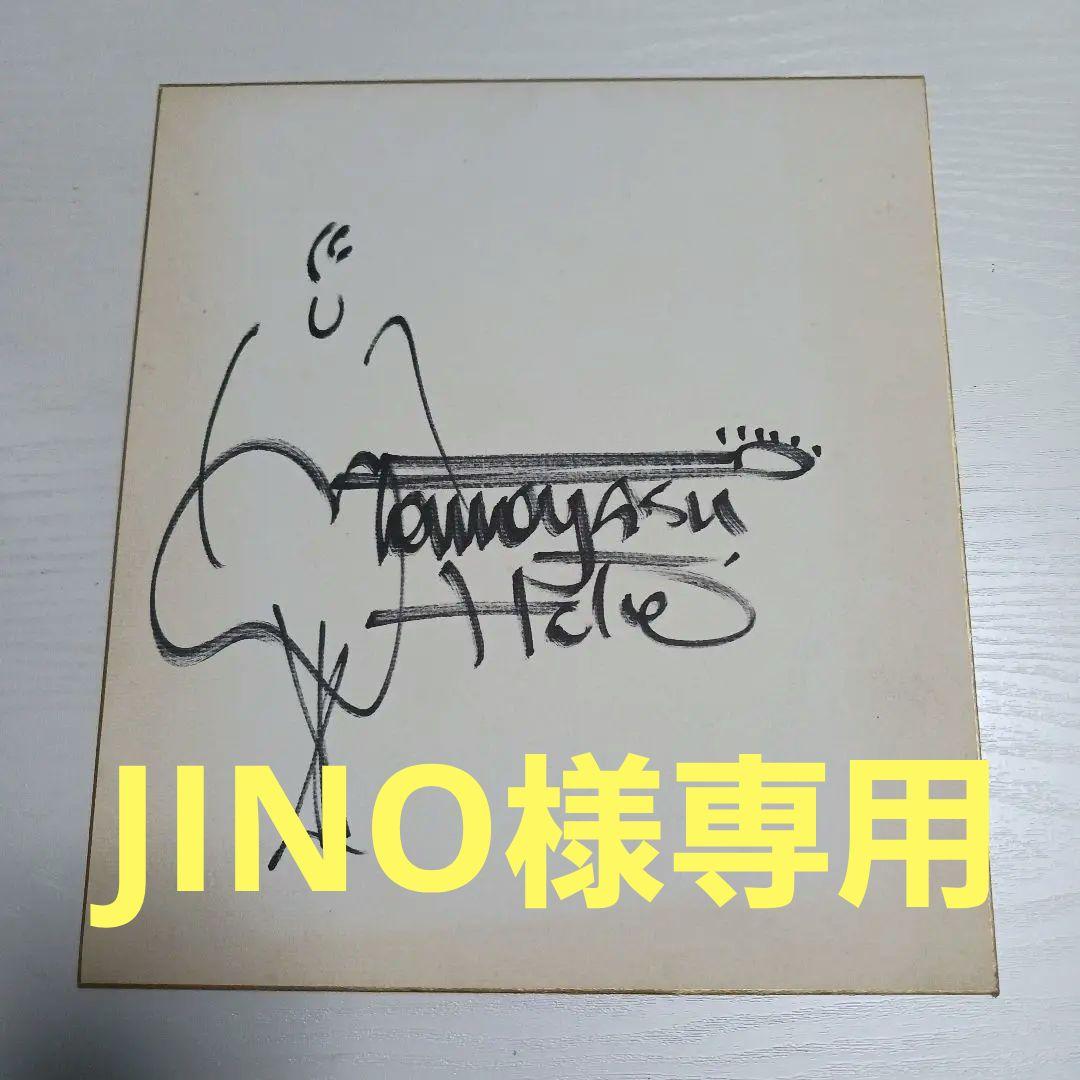 Tomoyasu
Hotei
JINO様専用